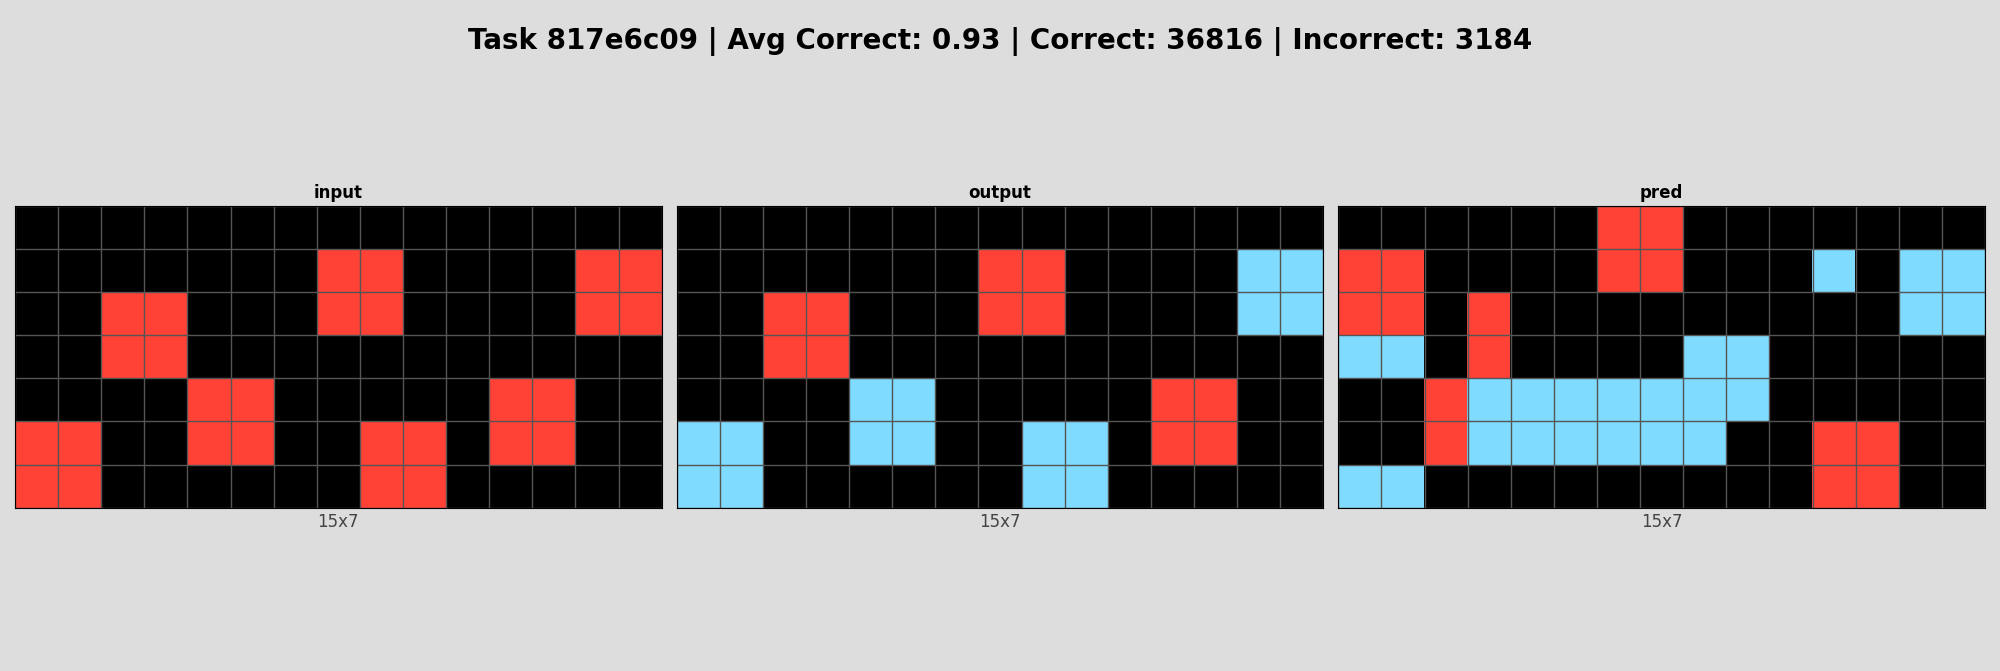 Task 817e6c09 | Avg Correct: 0.93 | Correct: 36816 | Incorrect: 3184
input
output
pred
15x7
15x7
15x7